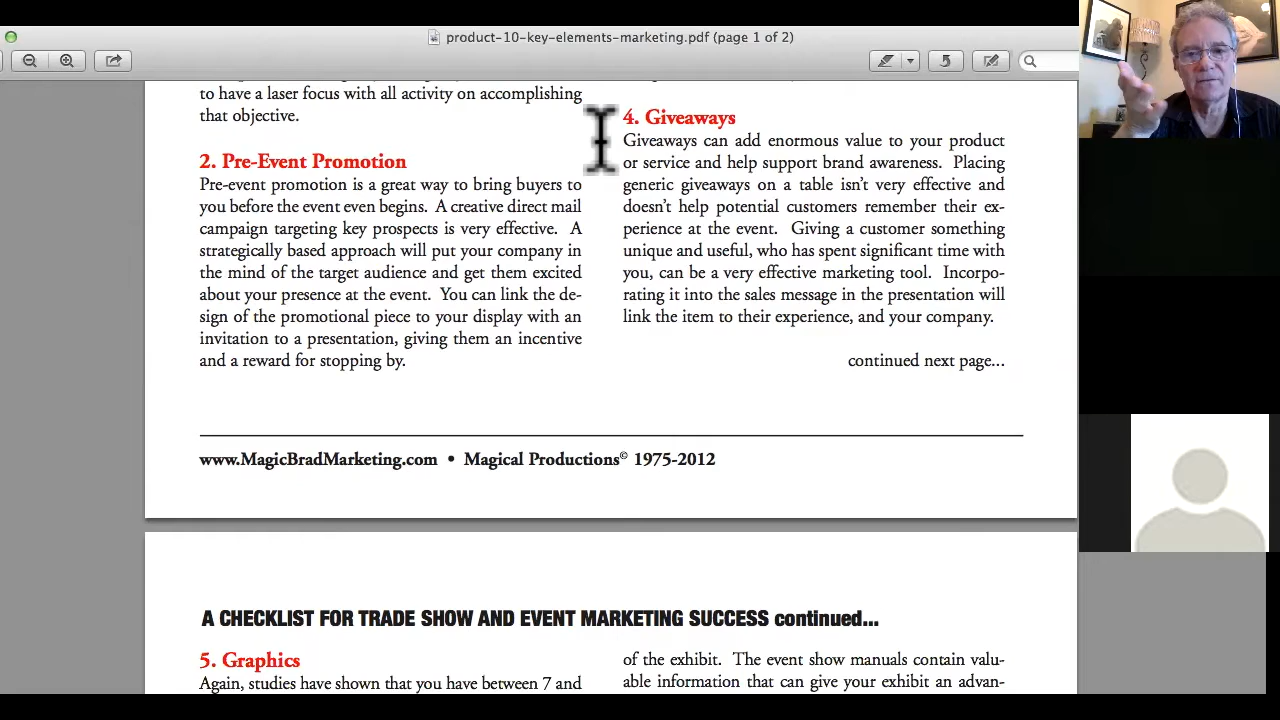 product-10-key-elements-marketing.pdf (page 1 of 2)
to have a laser focus with all activity on accomplishing
that objective.
2. Pre-Event Promotion
Pre-event promotion is a great way to bring buyers to
you before the event even begins. A creative direct mail
campaign targeting key prospects is very effective. A
strategically based approach will put your company in
the mind of the target audience and get them excited
about your presence at the event. You can link the de-
sign of the promotional piece to your display with an
invitation to a presentation, giving them an incentive
and a reward for stopping by.
4. Giveaways
Giveaways can add enormous value to your product
or service and help support brand awareness. Placing
generic giveaways on a table isn't very effective and
doesn't help potential customers remember their ex-
perience at the event. Giving a customer something
unique and useful, who has spent significant time with
you, can be a very effective marketing tool. Incorpo-
rating it into the sales message in the presentation will
link the item to their experience, and your company.
continued next page...
www.MagicBradMarketing.com • Magical Productions© 1975-2012
A CHECKLIST FOR TRADE SHOW AND EVENT MARKETING SUCCESS continued...
5. Graphics
Again, studies have shown that you have between 7 and
of the exhibit. The event show manuals contain valu-
able information that can give your exhibit an advan-